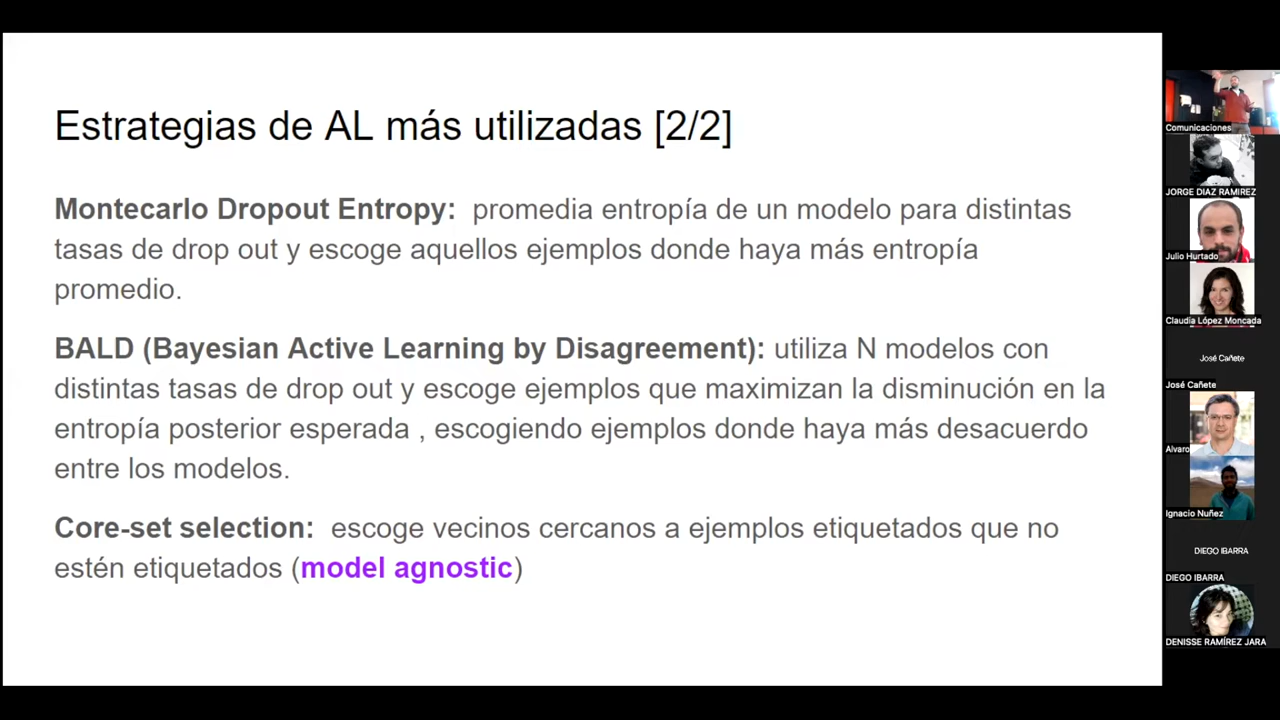 Estrategias de AL más utilizadas [2/2]
Montecarlo Dropout Entropy: promedia entropía de un modelo para distintas
tasas de drop out y escoge aquellos ejemplos donde haya más entropía
promedio.
BALD (Bayesian Active Learning by Disagreement): utiliza N modelos con
distintas tasas de drop out y escoge ejemplos que maximizan la disminución en la
entropía posterior esperada , escogiendo ejemplos donde haya más desacuerdo
entre los modelos.
Core-set selection: escoge vecinos cercanos a ejemplos etiquetados que no
estén etiquetados (model agnostic)
Comunicaciones
JORGE DIAZ RAMIREZ
Julio Hurtado
Claudia López Moncada
José Cañete
José Cañete
Alvaro
Ignacio Nuñez
DIEGO IBARRA
DIEGO IBARRA
DENISSE RAMÍREZ JARA